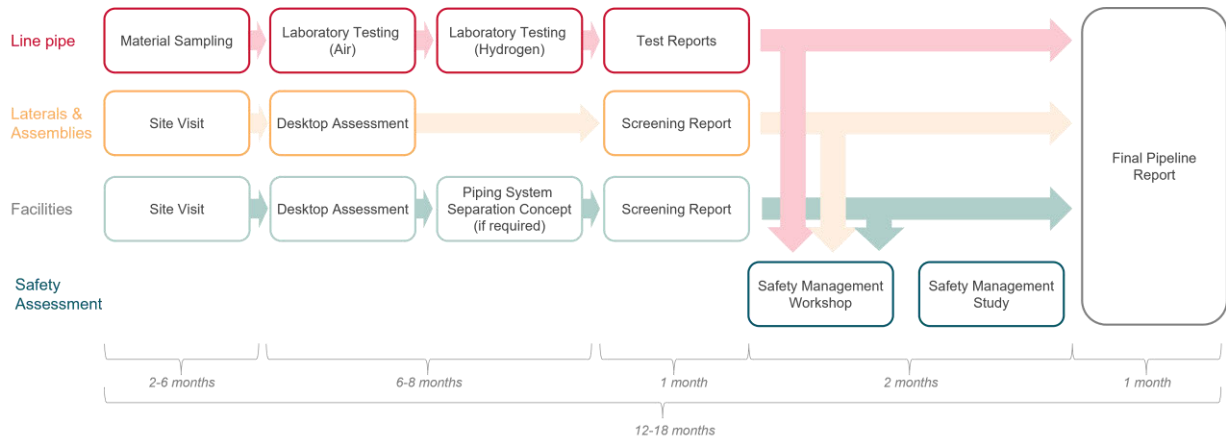 Line pipe
Material Sampling
Laboratory Testing
(Air)
Laboratory Testing
(Hydrogen)
Test Reports
Laterals &
Assemblies
Site Visit
Desktop Assessment
Screening Report
Facilities
Site Visit
Desktop Assessment
Piping System
Separation Concept
(if required)
Screening Report
Final Pipeline
Report
Safety
Assessment
Safety Management
Workshop
Safety Management
Study
2-6 months
6-8 months
1 month
2 months
1 month
12-18 months